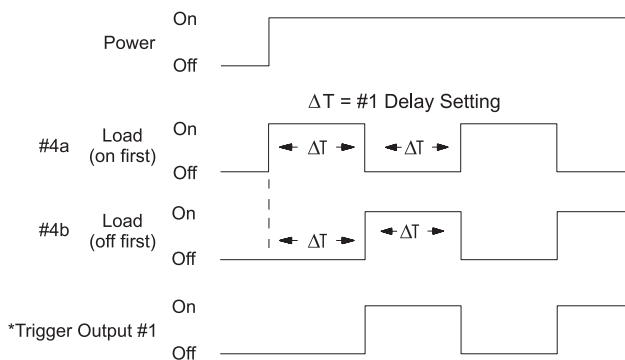 On
Power
Off
ΔT = #1 Delay Setting
On
#4a Load
(on first)
ΔT ΔT
Off
On
#4b Load
(off first)
ΔT
ΔT
Off
On
*Trigger Output #1
Off